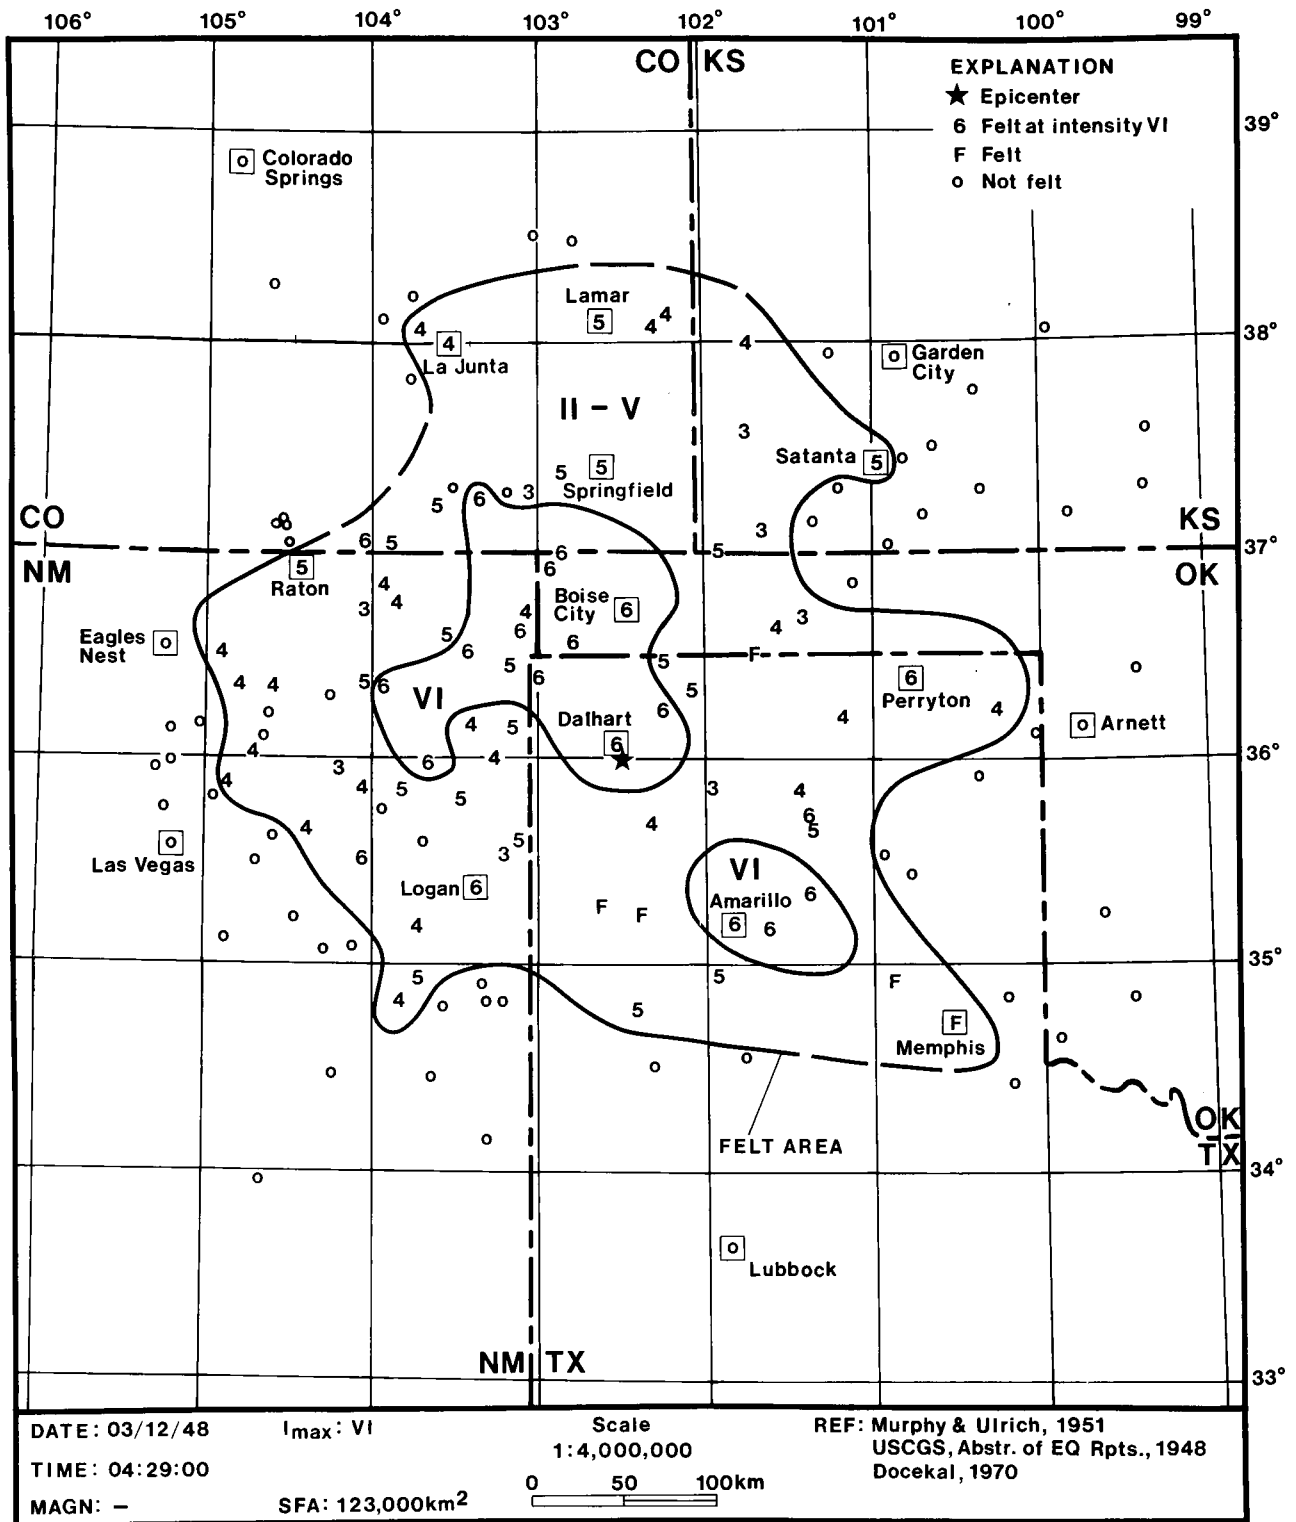 106° 105° 104° 103° 102° 101° 100° 99°
CO KS
EXPLANATION
★ Epicenter
6 Felt at intensity VI
F Felt
o Not felt
39°
o Colorado
Springs
o o
o
o
Lamar
o 4 5 4 4
o
38°
4
La Junta
4
o
o Garden
City
o
o
II – V
3
o
o
Satanta 5 o
5 5
Springfield
o 6 o 3
5
o
o
o
o
o
CO
KS
o o
o
o
6 5
6
5
3
o
o
37°
NM
OK
5
Raton
6
4
3 4
Boise
City 6
4
6
6
o
3
4
Eagles
Nest o
4
5
6
5
5
F
o
4 4
o
5 6
VI
6
5
6
Perryton
4
o
o
o
o
4
5
Dalhart
6
6
4
o
o Arnett
4
o
o
3
6
4
36°
4
o
o
4 5
o
5
3
4
o
4
o
o
o
Las Vegas
o
5
o
5
3
4
6
5
o
o
VI
Logan 6
Amarillo
6
6 6
F F
o
o
o
o
4
o
35°
5
4
o
o
o o
5
5
F
F
Memphis
o
o
o
o o
o
o
o
FELT AREA
OK
TX
o
34°
o
o
Lubbock
NM TX
33°
DATE: 03/12/48 Imax: VI Scale REF: Murphy & Ulrich, 1951
1:4,000,000 USCGS, Abstr. of EQ Rpts., 1948
TIME: 04:29:00 Docekal, 1970
0 50 100km
MAGN: – SFA: 123,000km2